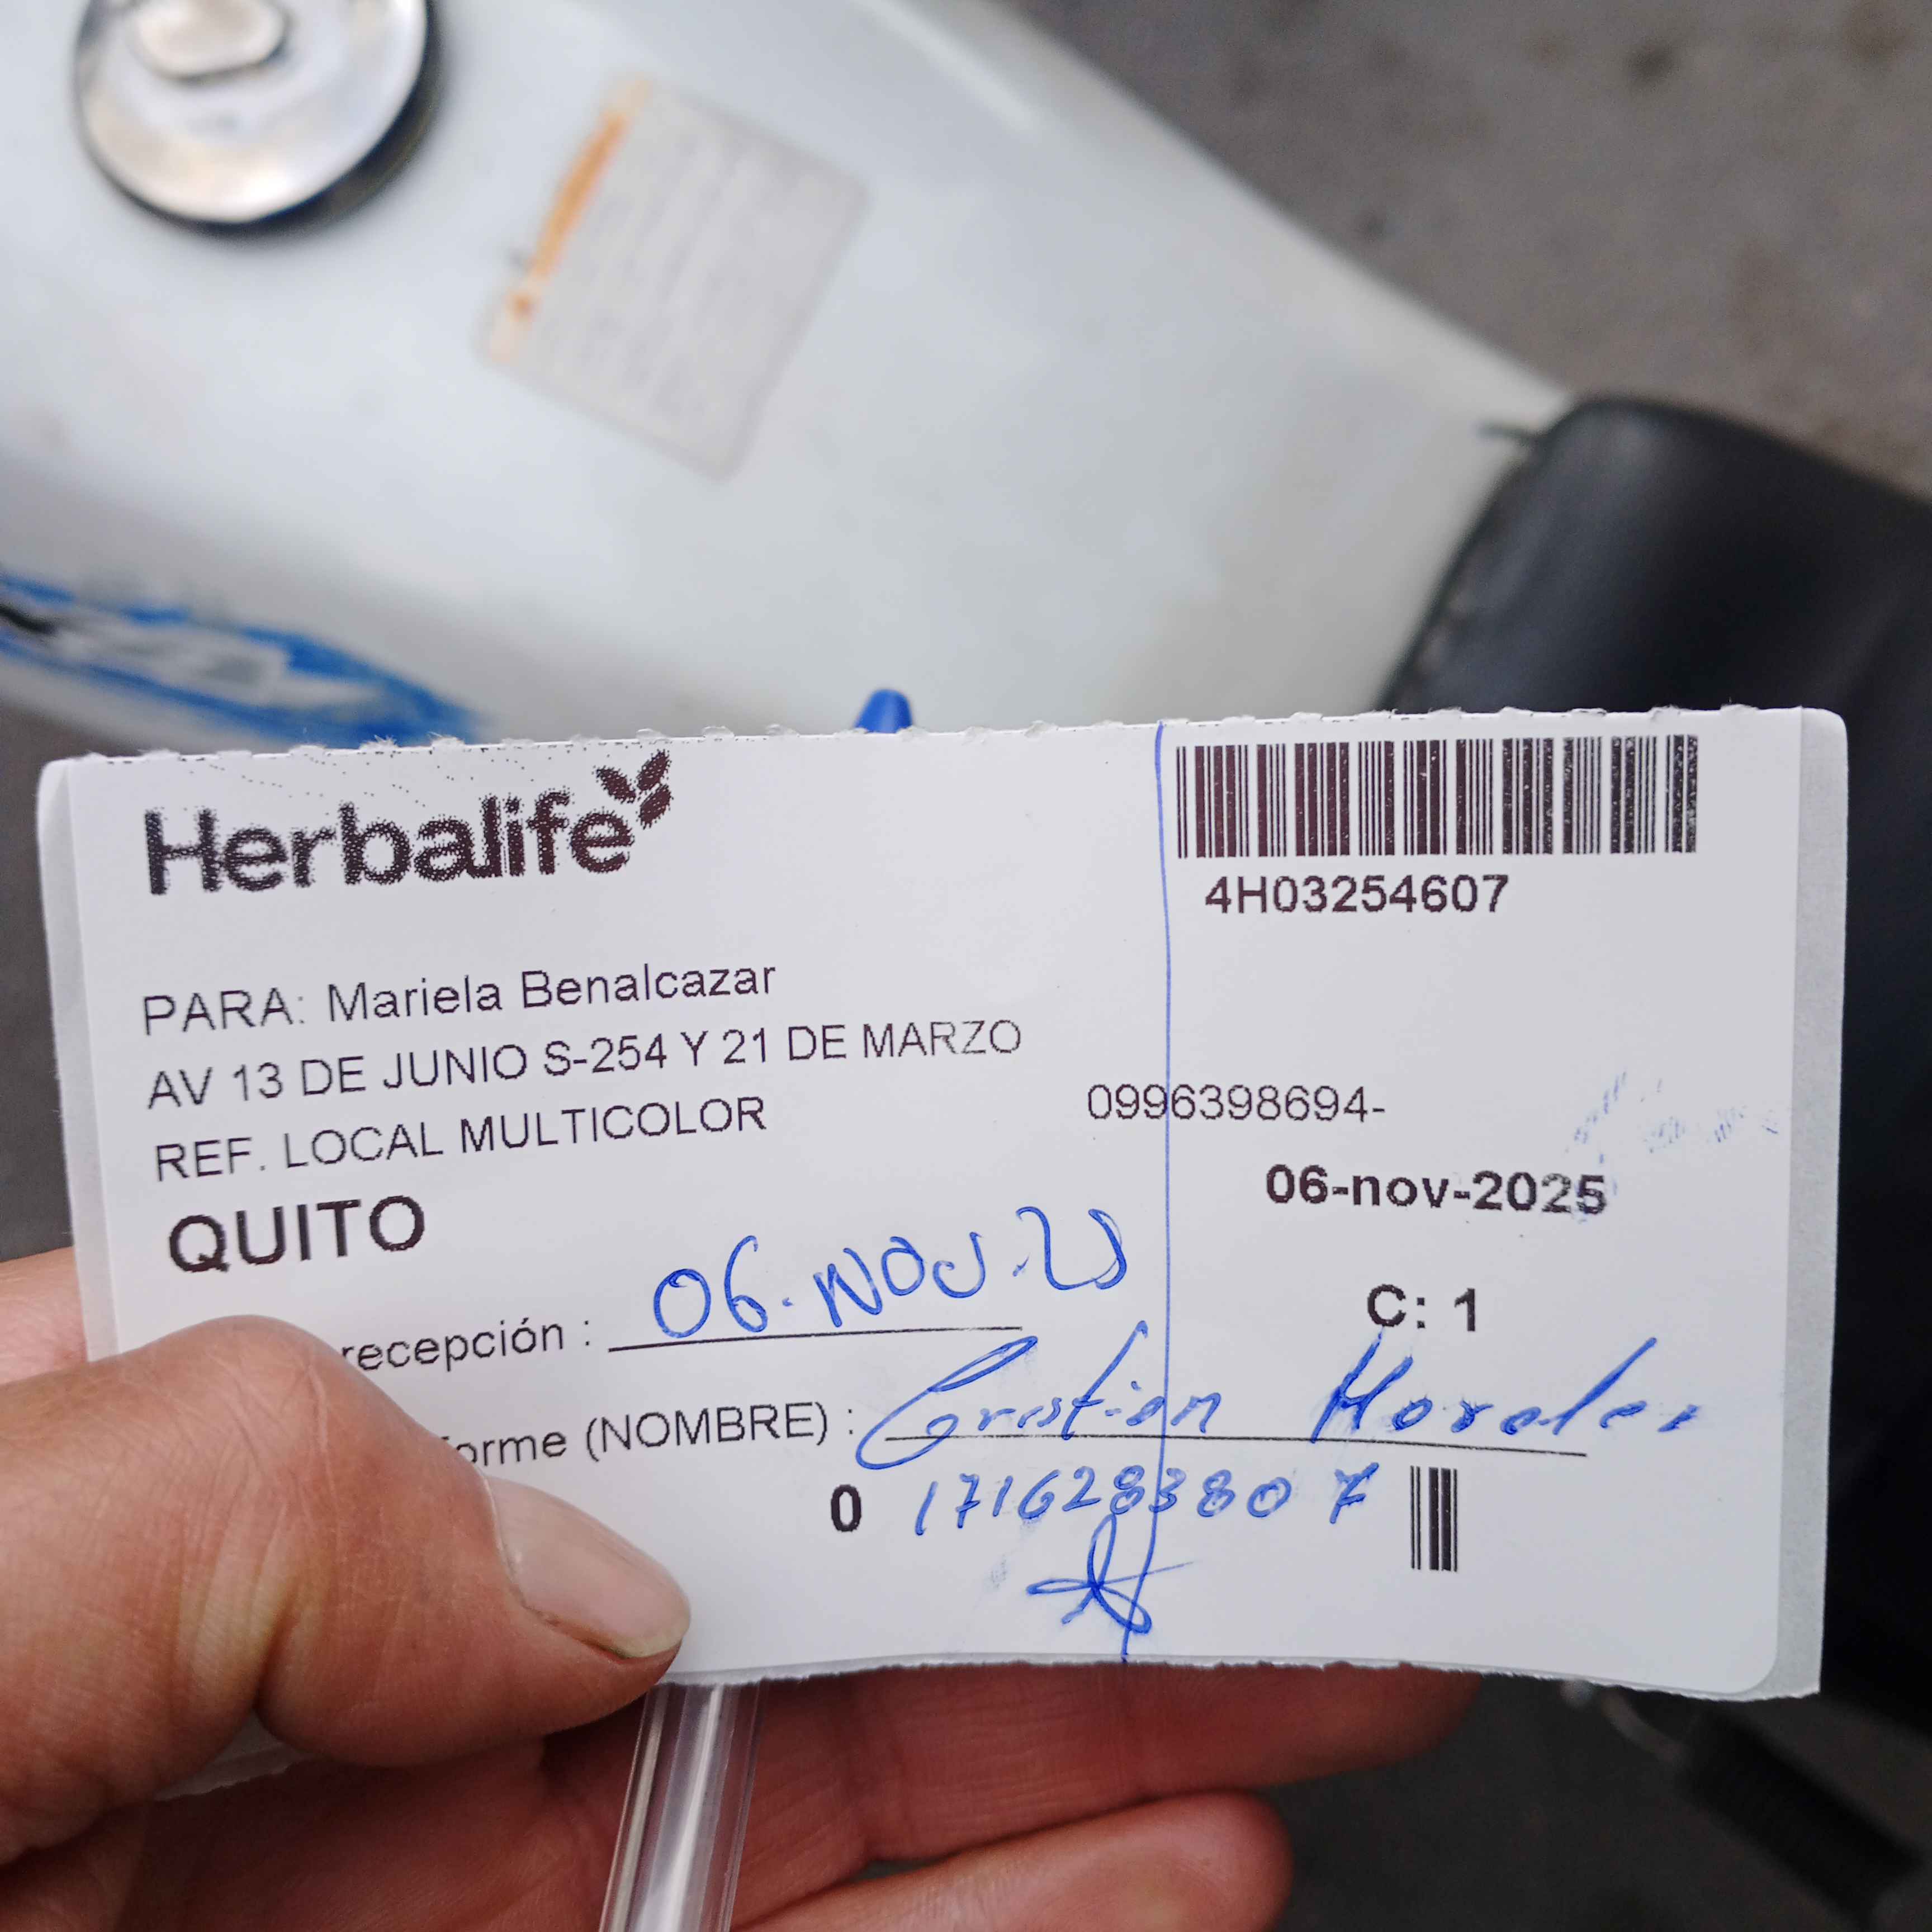 Herbalife
4H03254607
PARA: Mariela Benalcazar
AV 13 DE JUNIO S-254 Y 21 DE MARZO
0996398694-
REF. LOCAL MULTICOLOR
06-nov-2025
QUITO
C: 1
recepción : 06. NOV. 25
orme (NOMBRE) : Cristian Morales
0 1716283807